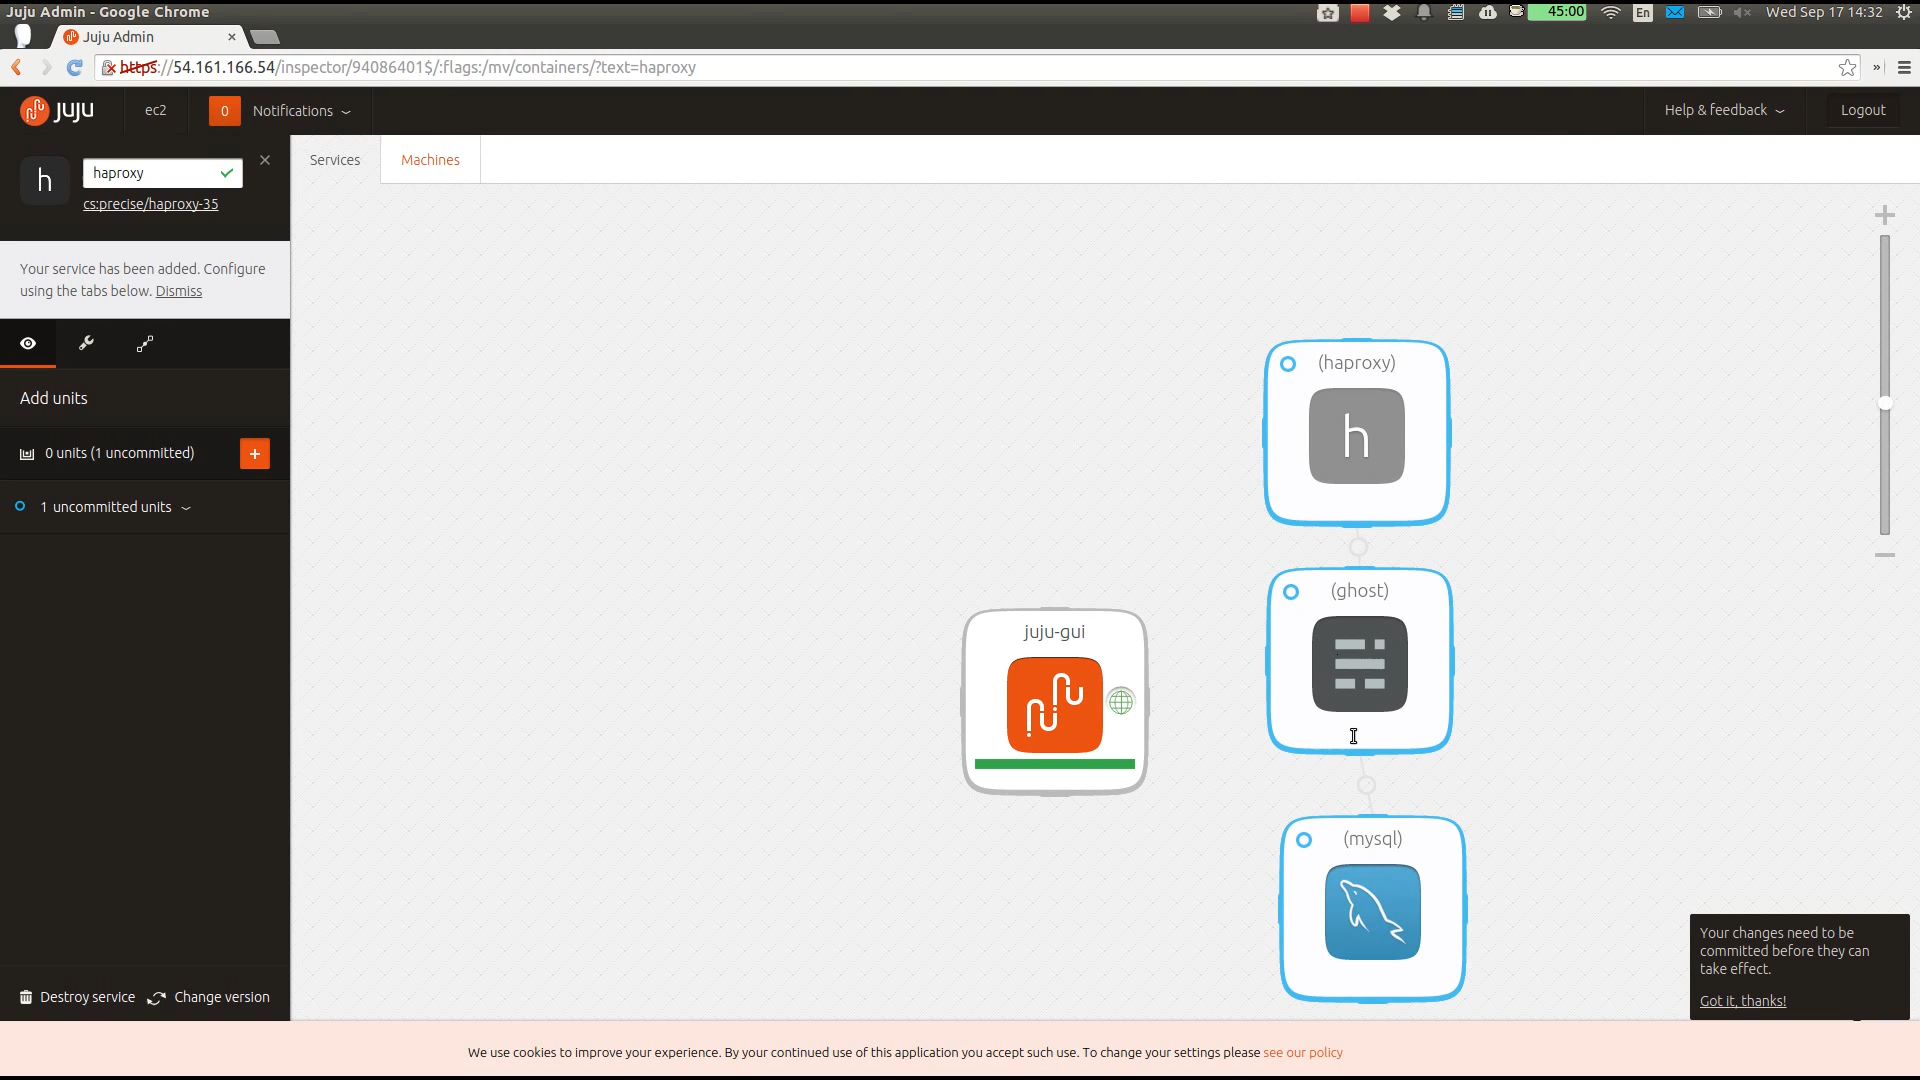 Juju Admin - Google Chrome
45:00
En
Wed Sep 17 14:32
Juju Admin
https://54.161.166.54/inspector/94086401$/:flags:/mv/containers/?text=haproxy
juju
ec2
0
Notifications
Help & feedback
Logout
h
haproxy
cs:precise/haproxy-35
Services
Machines
Your service has been added. Configure
using the tabs below. Dismiss
Add units
0 units (1 uncommitted)
1 uncommitted units
(haproxy)
h
(ghost)
juju-gui
(mysql)
Your changes need to be
committed before they can
take effect.
Got it, thanks!
Destroy service
Change version
We use cookies to improve your experience. By your continued use of this application you accept such use. To change your settings please see our policy